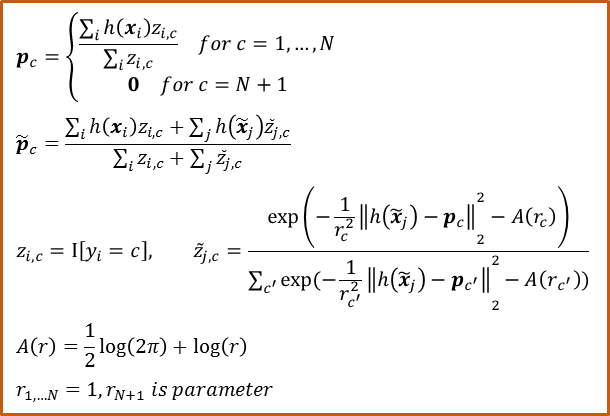 𝒑_c = { ∑_i h(𝒙_i)z_{i,c} / ∑_i z_{i,c} for c = 1, … , N
𝟎 for c = N + 1
𝒑̃_c = (∑_i h(𝒙_i)z_{i,c} + ∑_j h(𝒙̃_j)ž_{j,c}) / (∑_i z_{i,c} + ∑_j ž_{j,c})
z_{i,c} = I[y_i = c], z̃_{j,c} = exp(−(1/r_c^2) ‖h(𝒙̃_j) − 𝒑_c‖_2^2 − A(r_c)) / ∑_{c′} exp(−(1/r_{c′}^2) ‖h(𝒙̃_j) − 𝒑_{c′}‖_2^2 − A(r_{c′}))
A(r) = (1/2) log(2π) + log(r)
r_{1,…N} = 1, r_{N+1} is parameter